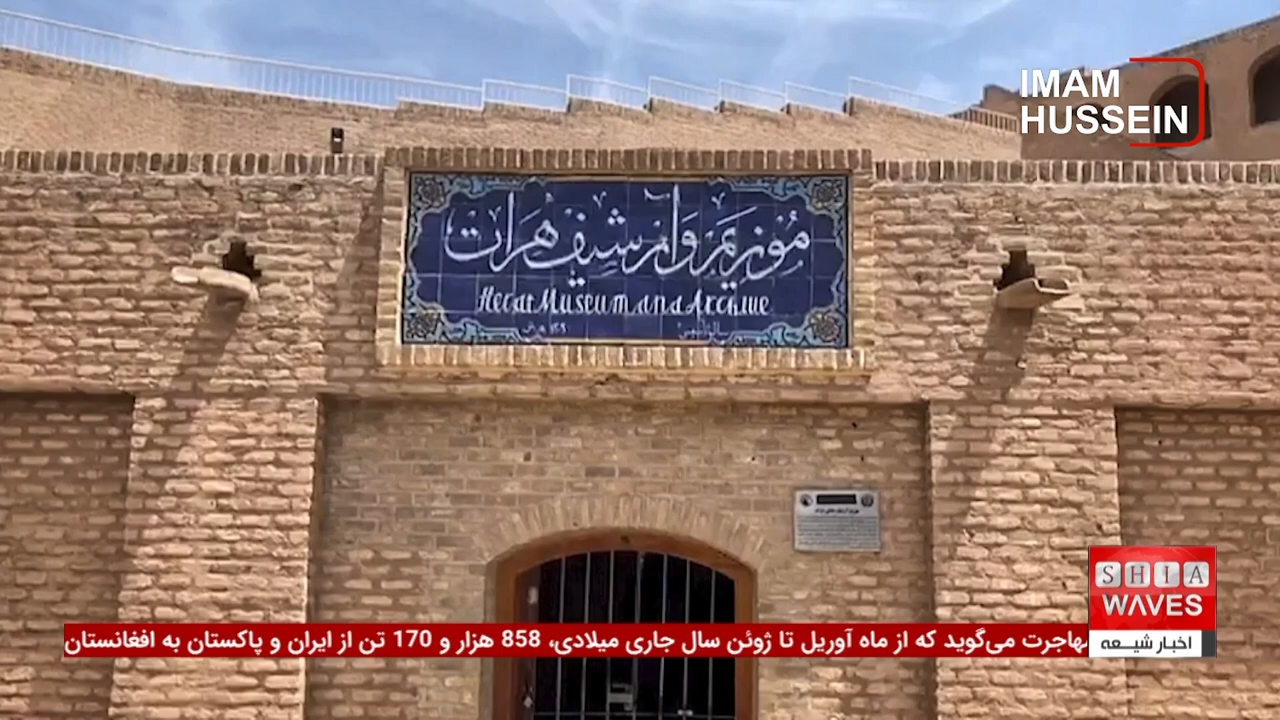 IMAM
HUSSEIN
موزیم و آرشیف هرات
Herat Museum and Archive
SHIA
WAVES
اخبار شیعه
مهاجرت می‌گوید که از ماه آوریل تا ژوئن سال جاری میلادی، 858 هزار و 170 تن از ایران و پاکستان به افغانستان